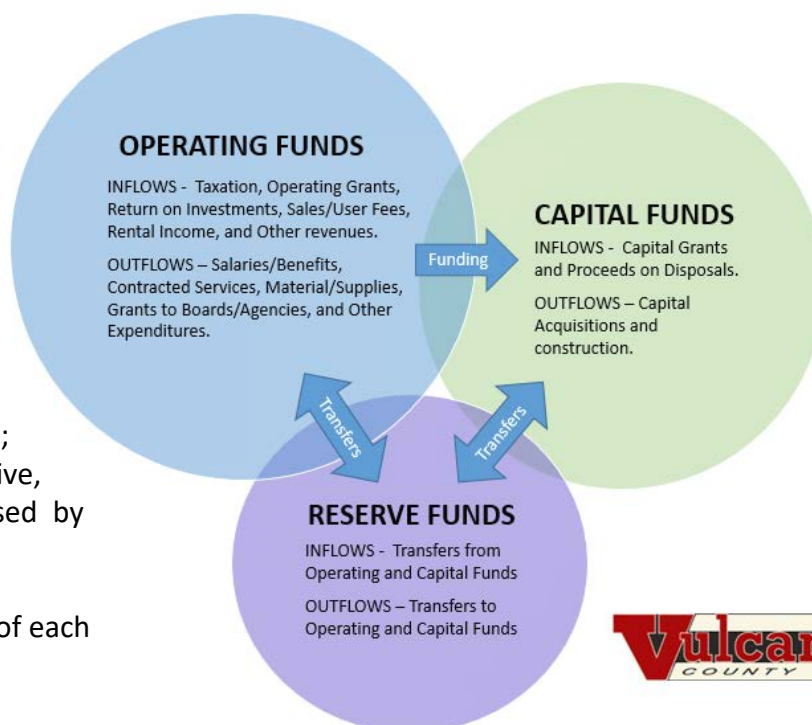 OPERATING FUNDS
INFLOWS - Taxation, Operating Grants,
Return on Investments, Sales/User Fees,
Rental Income, and Other revenues.
OUTFLOWS – Salaries/Benefits,
Contracted Services, Material/Supplies,
Grants to Boards/Agencies, and Other
Expenditures.
Funding
CAPITAL FUNDS
INFLOWS - Capital Grants
and Proceeds on Disposals.
OUTFLOWS – Capital
Acquisitions and
construction.
Transfers
Transfers
;
ive,
sed by
of each
RESERVE FUNDS
INFLOWS - Transfers from
Operating and Capital Funds
OUTFLOWS – Transfers to
Operating and Capital Funds
Vulcan
COUNTY